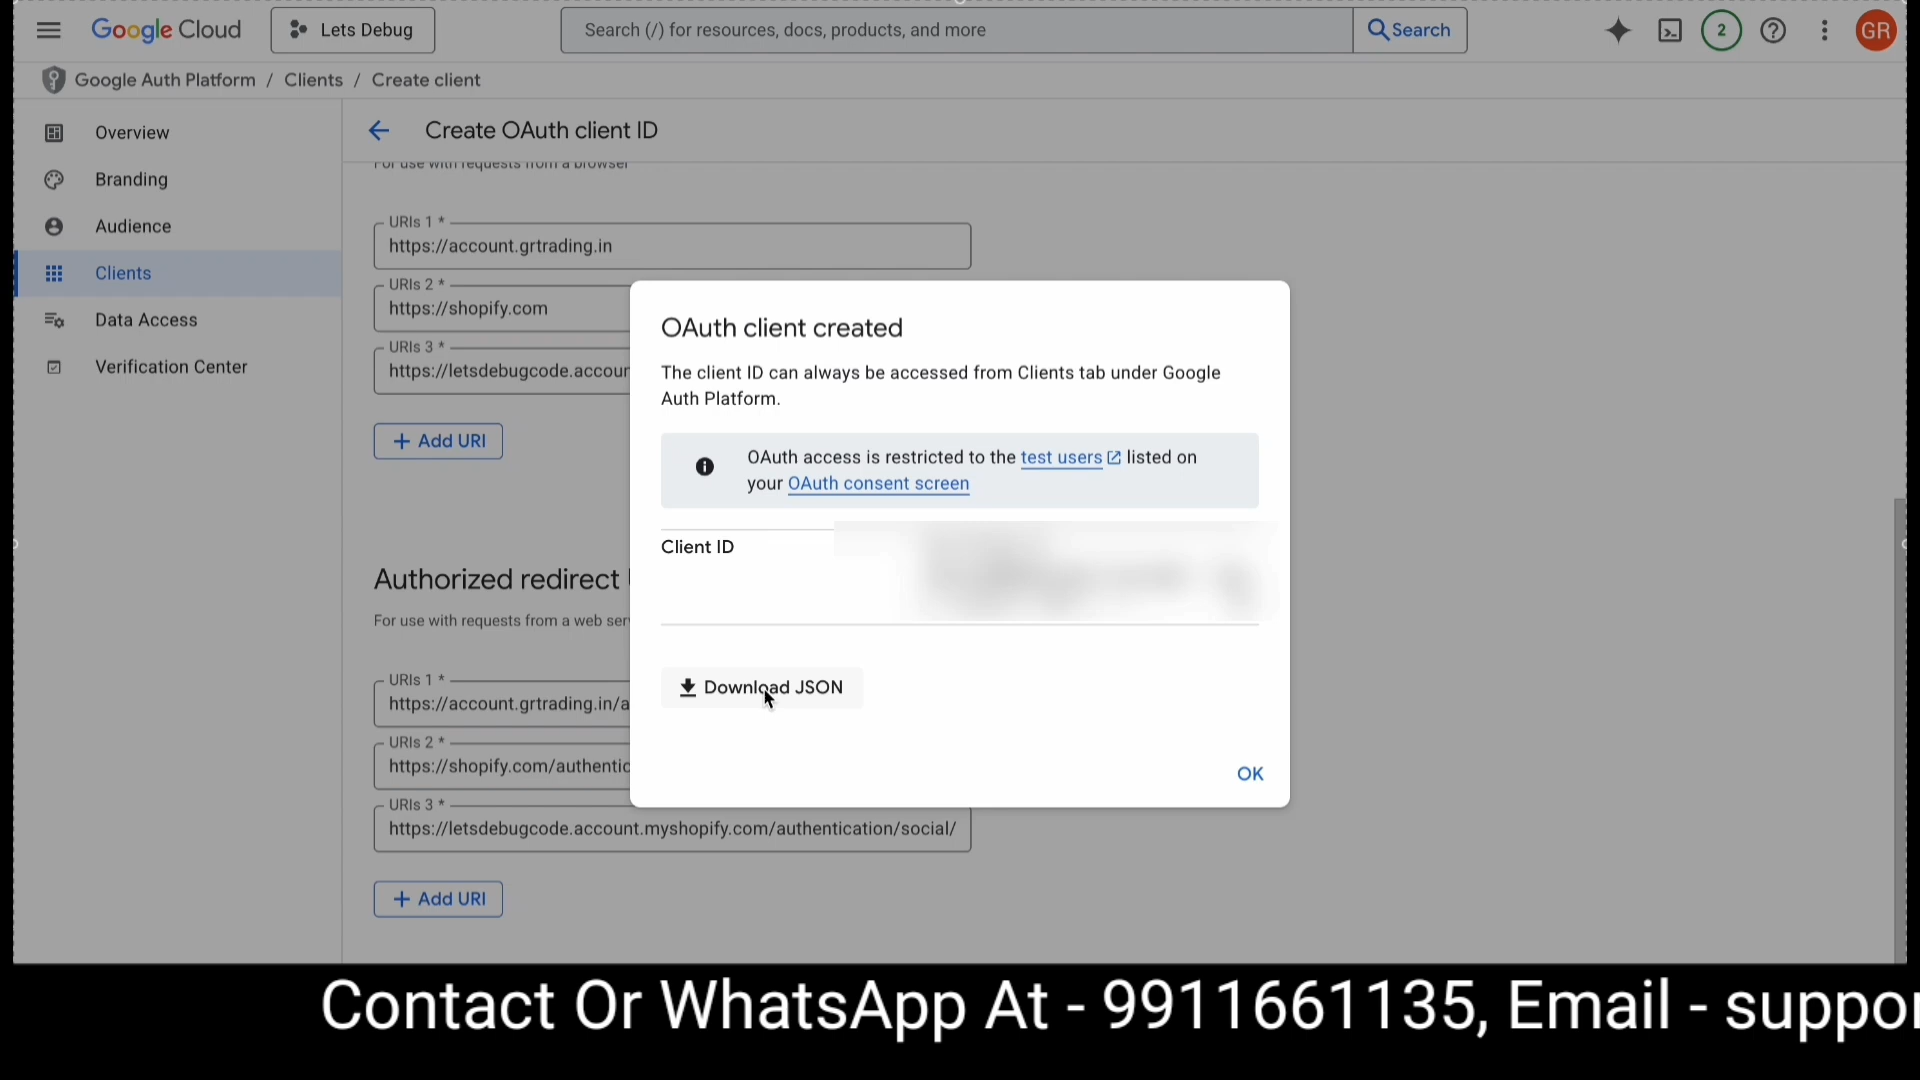 Google Cloud
Lets Debug
Search (/) for resources, docs, products, and more
Search
2
GR
Google Auth Platform / Clients / Create client
Overview
Branding
Audience
Clients
Data Access
Verification Center
Create OAuth client ID
For use with requests from a browser
URIs 1 *
https://account.grtrading.in
URIs 2 *
https://shopify.com
URIs 3 *
https://letsdebugcode.accoun
+ Add URI
Authorized redirect
For use with requests from a web ser
URIs 1 *
https://account.grtrading.in/a
URIs 2 *
https://shopify.com/authentic
URIs 3 *
https://letsdebugcode.account.myshopify.com/authentication/social/
+ Add URI
OAuth client created
The client ID can always be accessed from Clients tab under Google
Auth Platform.
OAuth access is restricted to the test users listed on
your OAuth consent screen
Client ID
Download JSON
OK
Contact Or WhatsApp At - 9911661135, Email - suppor